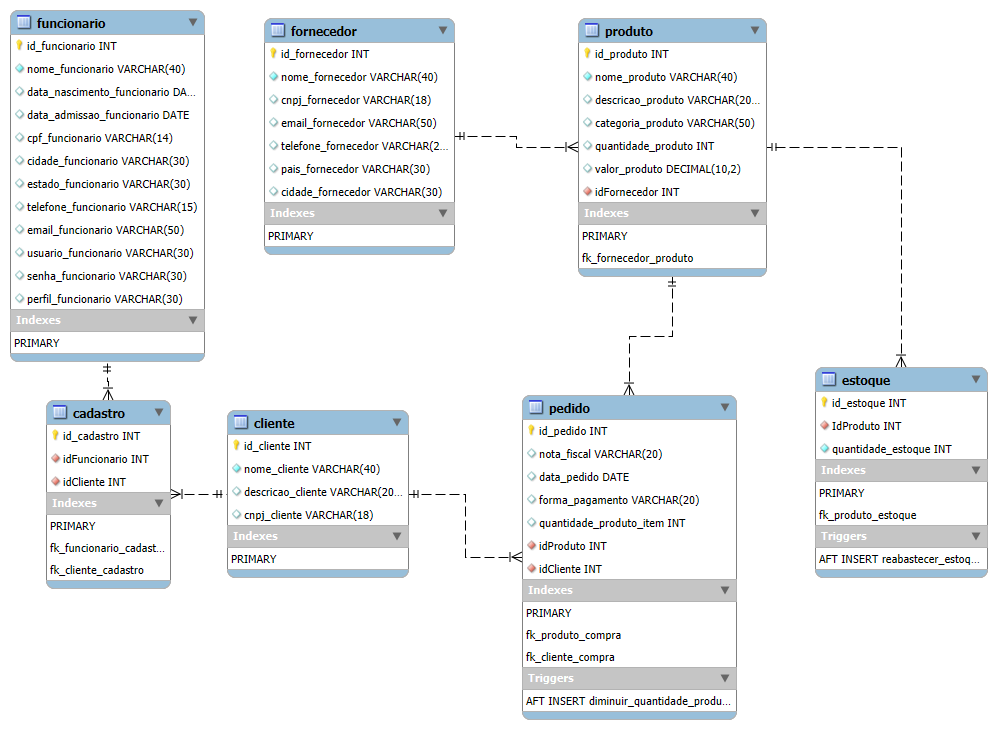 funcionario
id_funcionario INT
nome_funcionario VARCHAR(40)
data_nascimento_funcionario DA...
data_admissao_funcionario DATE
cpf_funcionario VARCHAR(14)
cidade_funcionario VARCHAR(30)
estado_funcionario VARCHAR(30)
telefone_funcionario VARCHAR(15)
email_funcionario VARCHAR(50)
usuario_funcionario VARCHAR(30)
senha_funcionario VARCHAR(30)
perfil_funcionario VARCHAR(30)
Indexes
PRIMARY
fornecedor
id_fornecedor INT
nome_fornecedor VARCHAR(40)
cnpj_fornecedor VARCHAR(18)
email_fornecedor VARCHAR(50)
telefone_fornecedor VARCHAR(2...
pais_fornecedor VARCHAR(30)
cidade_fornecedor VARCHAR(30)
Indexes
PRIMARY
produto
id_produto INT
nome_produto VARCHAR(40)
descricao_produto VARCHAR(20...
categoria_produto VARCHAR(50)
quantidade_produto INT
valor_produto DECIMAL(10,2)
idFornecedor INT
Indexes
PRIMARY
fk_fornecedor_produto
cadastro
id_cadastro INT
idFuncionario INT
idCliente INT
Indexes
PRIMARY
fk_funcionario_cadast...
fk_cliente_cadastro
cliente
id_cliente INT
nome_cliente VARCHAR(40)
descricao_cliente VARCHAR(20...
cnpj_cliente VARCHAR(18)
Indexes
PRIMARY
pedido
id_pedido INT
nota_fiscal VARCHAR(20)
data_pedido DATE
forma_pagamento VARCHAR(20)
quantidade_produto_item INT
idProduto INT
idCliente INT
Indexes
PRIMARY
fk_produto_compra
fk_cliente_compra
Triggers
AFT INSERT diminuir_quantidade_produ...
estoque
id_estoque INT
IdProduto INT
quantidade_estoque INT
Indexes
PRIMARY
fk_produto_estoque
Triggers
AFT INSERT reabastecer_estoq...